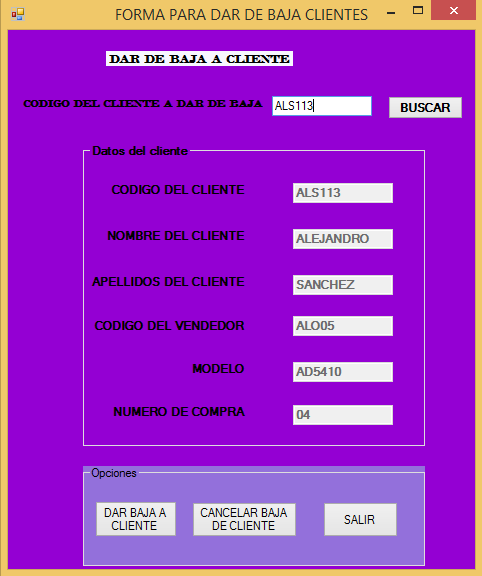 FORMA PARA DAR DE BAJA CLIENTES
DAR DE BAJA A CLIENTE
CODIGO DEL CLIENTE A DAR DE BAJA ALS113 BUSCAR
Datos del cliente
CODIGO DEL CLIENTE ALS113
NOMBRE DEL CLIENTE ALEJANDRO
APELLIDOS DEL CLIENTE SANCHEZ
CODIGO DEL VENDEDOR ALO05
MODELO AD5410
NUMERO DE COMPRA 04
Opciones
DAR BAJA A
CLIENTE
CANCELAR BAJA
DE CLIENTE
SALIR